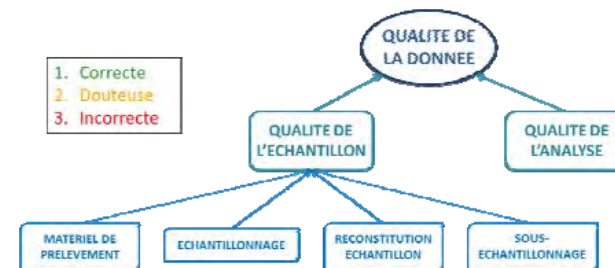 QUALITE DE
LA DONNEE
1. Correcte
2. Douteuse
3. Incorrecte
QUALITE DE
L'ECHANTILLON
QUALITE DE
L'ANALYSE
MATERIEL DE
PRELEVEMENT
ECHANTILLONNAGE
RECONSTITUTION
ECHANTILLON
SOUS-
ECHANTILLONNAGE